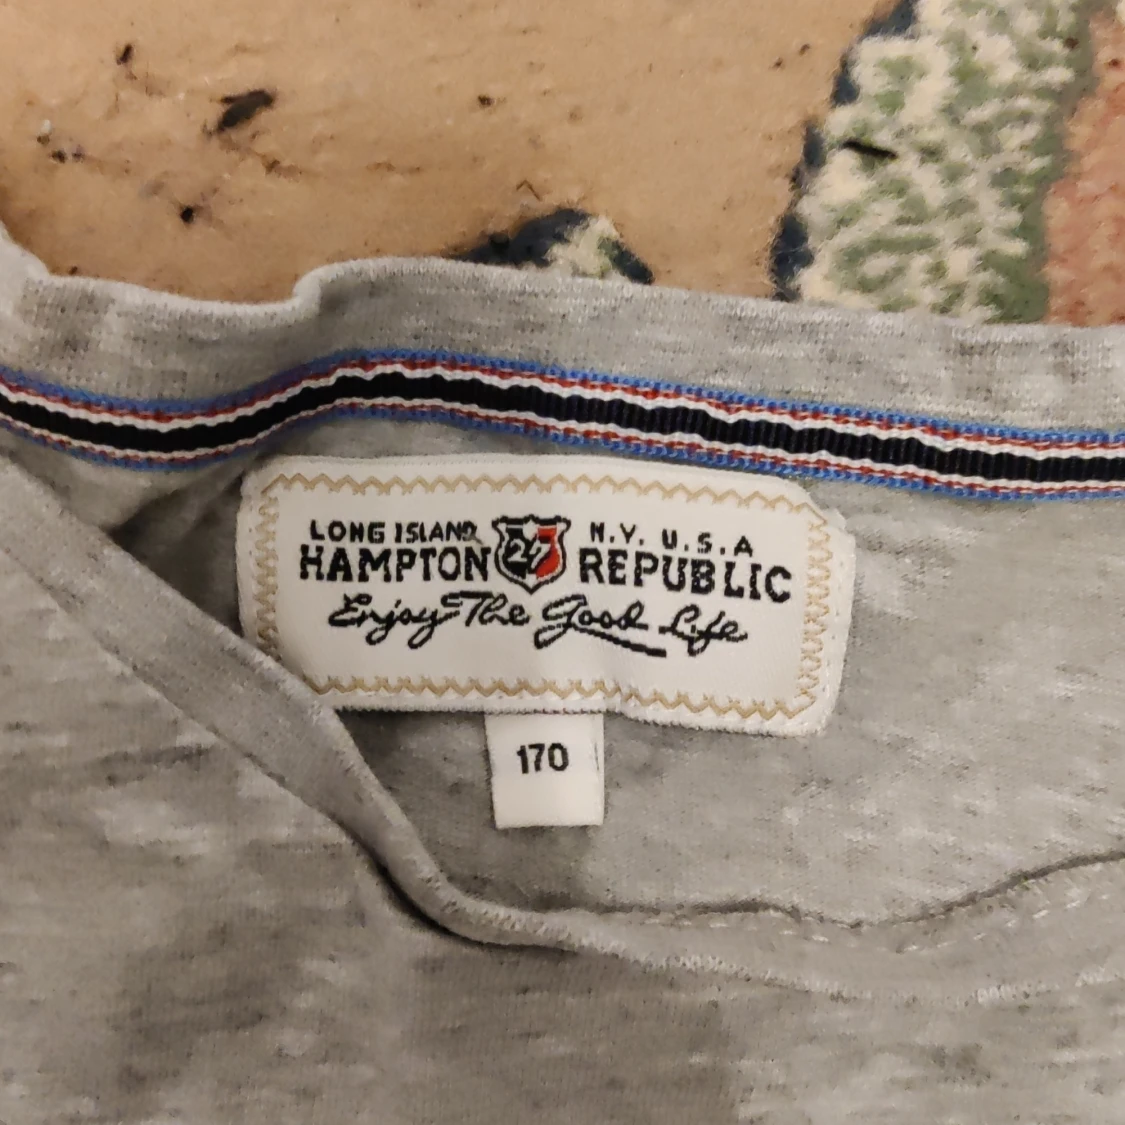 LONG ISLAND N.Y. U.S.A
HAMPTON 27 REPUBLIC
Enjoy The Good Life
170